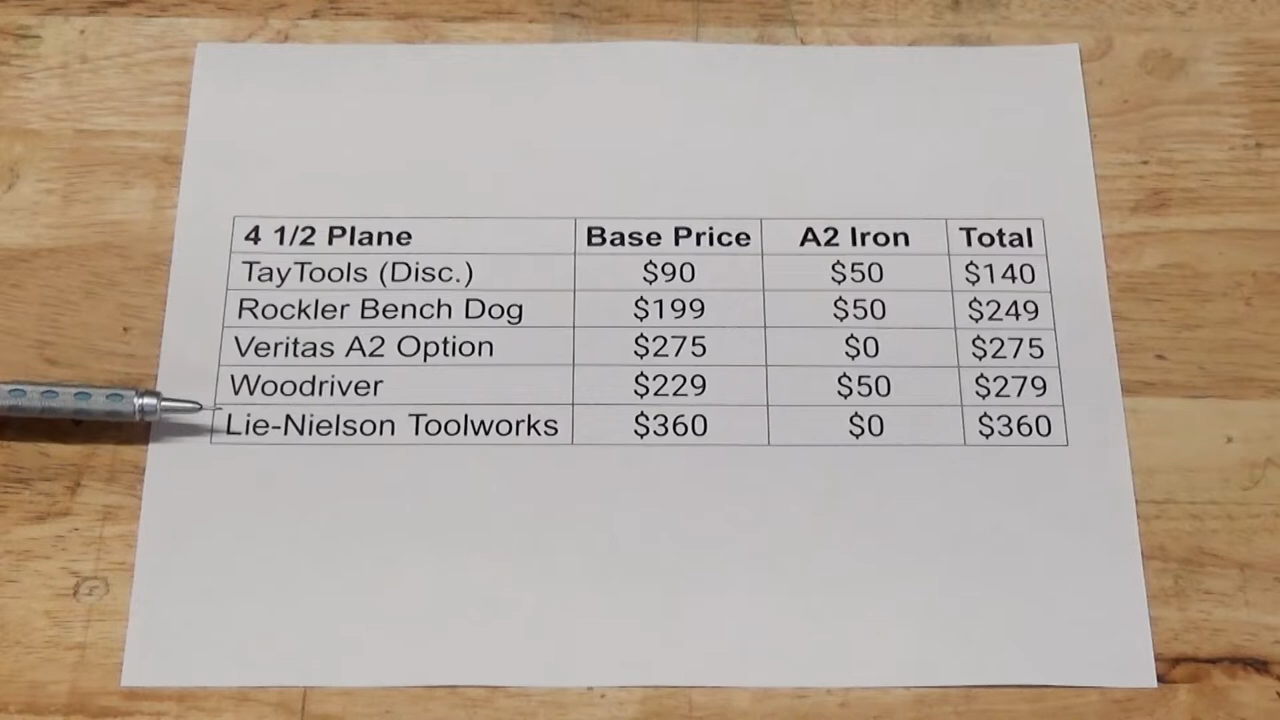 4 1/2 Plane Base Price A2 Iron Total
TayTools (Disc.) $90 $50 $140
Rockler Bench Dog $199 $50 $249
Veritas A2 Option $275 $0 $275
Woodriver $229 $50 $279
Lie-Nielson Toolworks $360 $0 $360